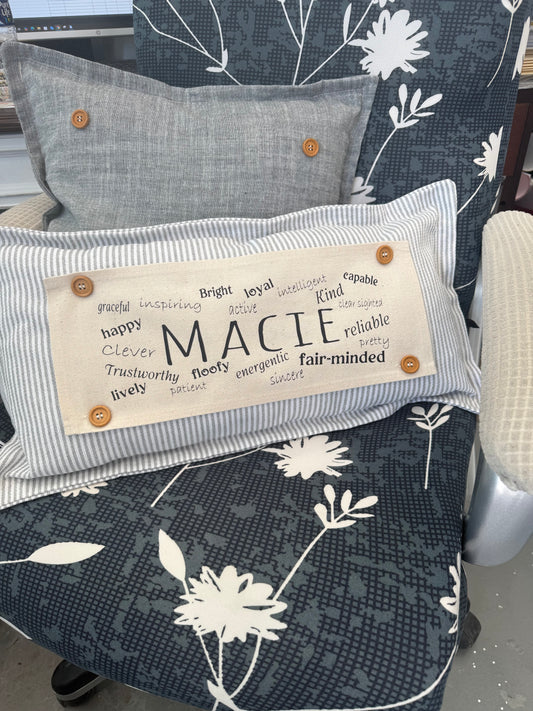 Bright loyal intelligent capable
graceful inspiring active Kind clear sighted
happy MACIE reliable
Clever pretty
Trustworthy floofy energetic fair-minded
lively patient sincere